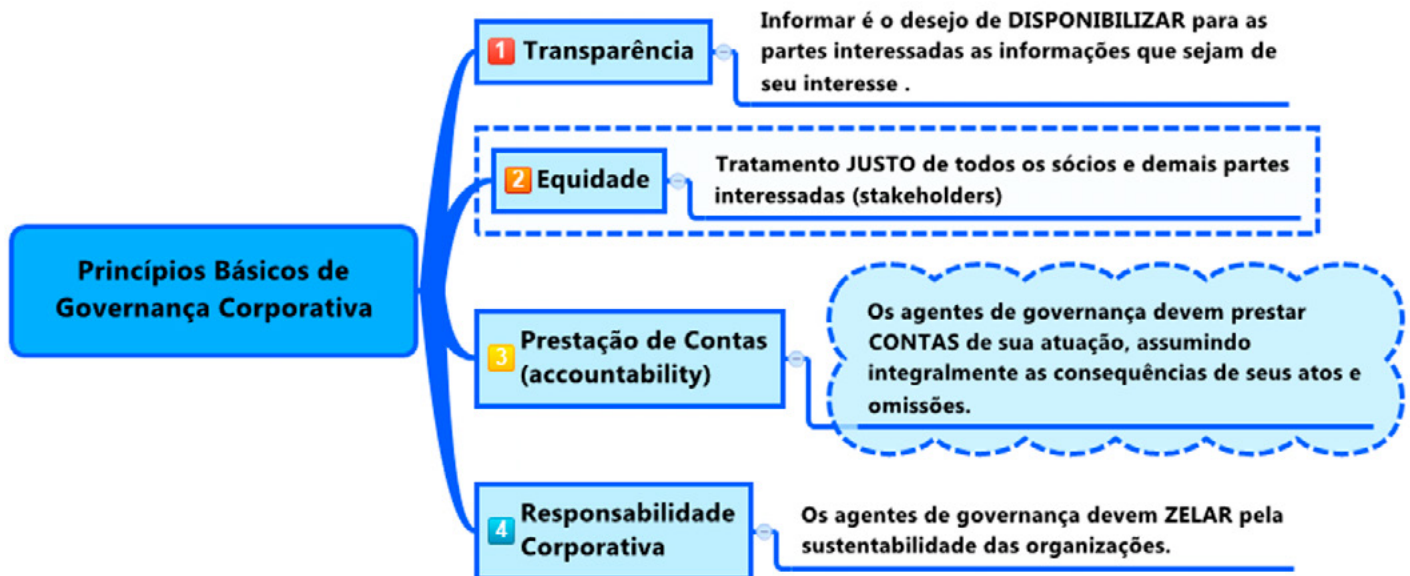 1 Transparência
Informar é o desejo de DISPONIBILIZAR para as
partes interessadas as informações que sejam de
seu interesse .
2 Equidade
Tratamento JUSTO de todos os sócios e demais partes
interessadas (stakeholders)
Princípios Básicos de
Governança Corporativa
3 Prestação de Contas
(accountability)
Os agentes de governança devem prestar
CONTAS de sua atuação, assumindo
integralmente as consequências de seus atos e
omissões.
4 Responsabilidade
Corporativa
Os agentes de governança devem ZELAR pela
sustentabilidade das organizações.